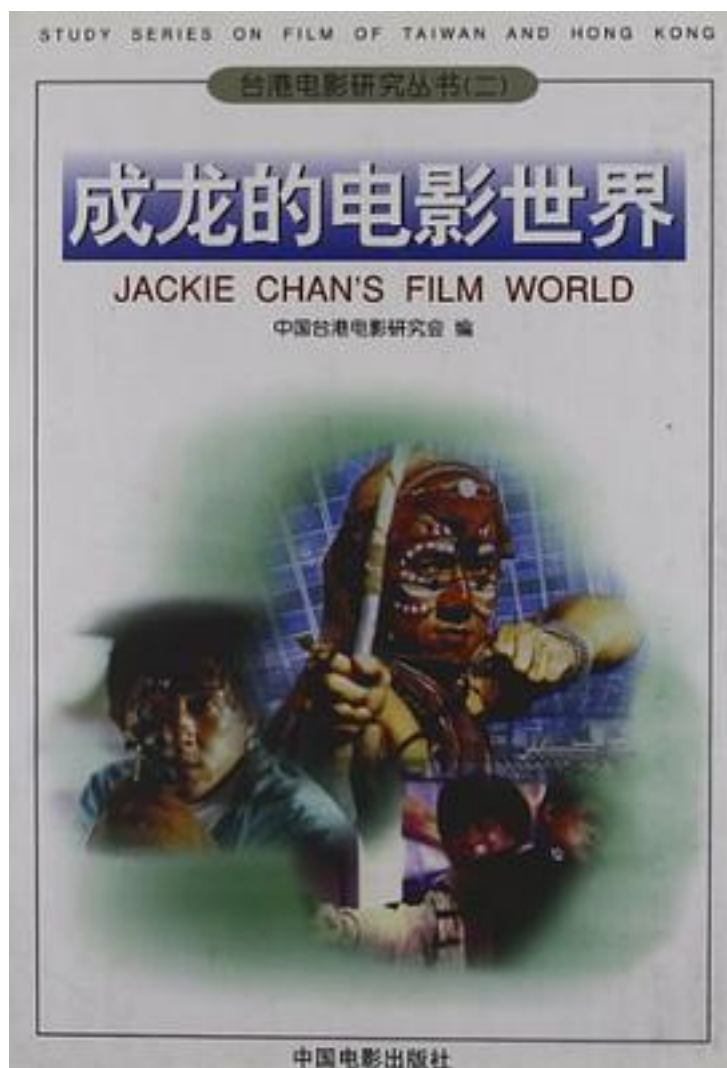 STUDY SERIES ON FILM OF TAIWAN AND HONG KONG
台港电影研究丛书(二)
成龙的电影世界
JACKIE CHAN'S FILM WORLD
中国台港电影研究会 编
中国电影出版社